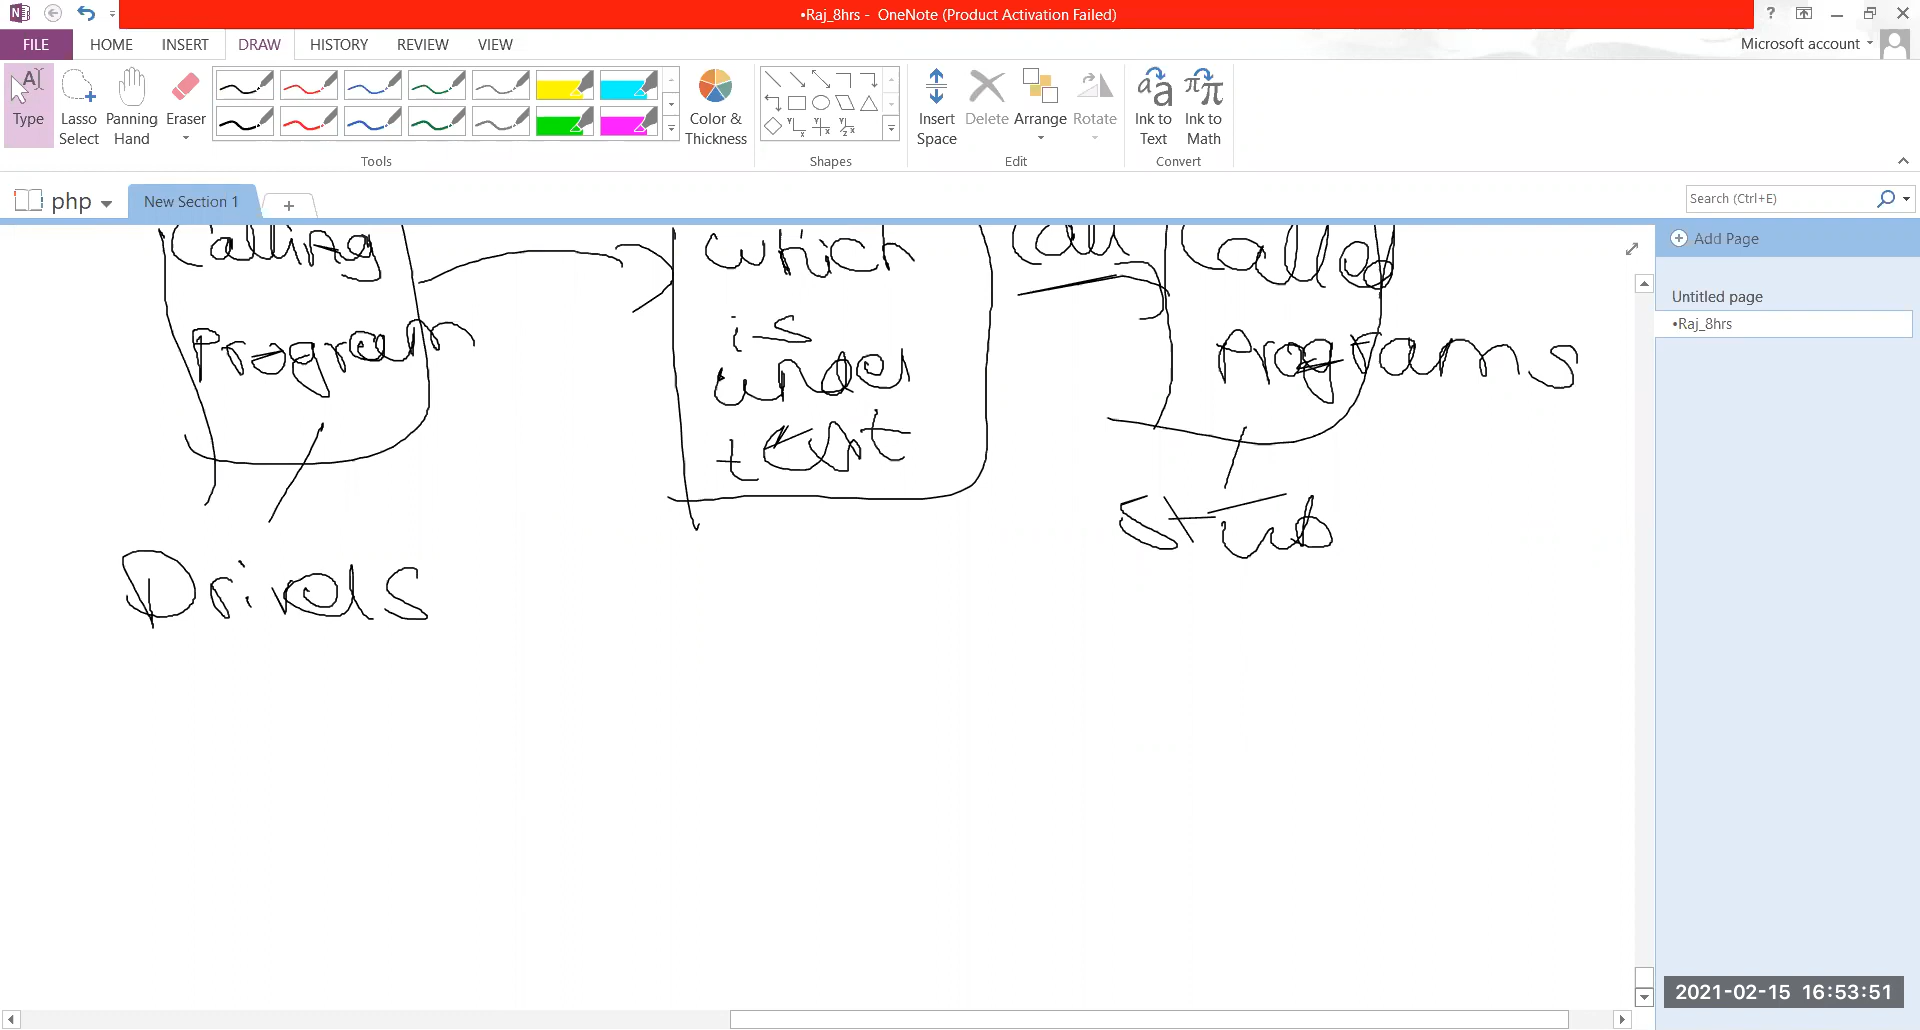 •Raj_8hrs - OneNote (Product Activation Failed)
FILE HOME INSERT DRAW HISTORY REVIEW VIEW
Microsoft account
Type
Lasso Select
Panning Hand
Eraser
Color & Thickness
Insert Space
Delete
Arrange
Rotate
Ink to Text
Ink to Math
Tools
Shapes
Edit
Convert
php
New Section 1
Search (Ctrl+E)
Add Page
Untitled page
•Raj_8hrs
Calling
Program
Drivers
which
is
under
test
Call
Called
Programs
Stub
2021-02-15 16:53:51